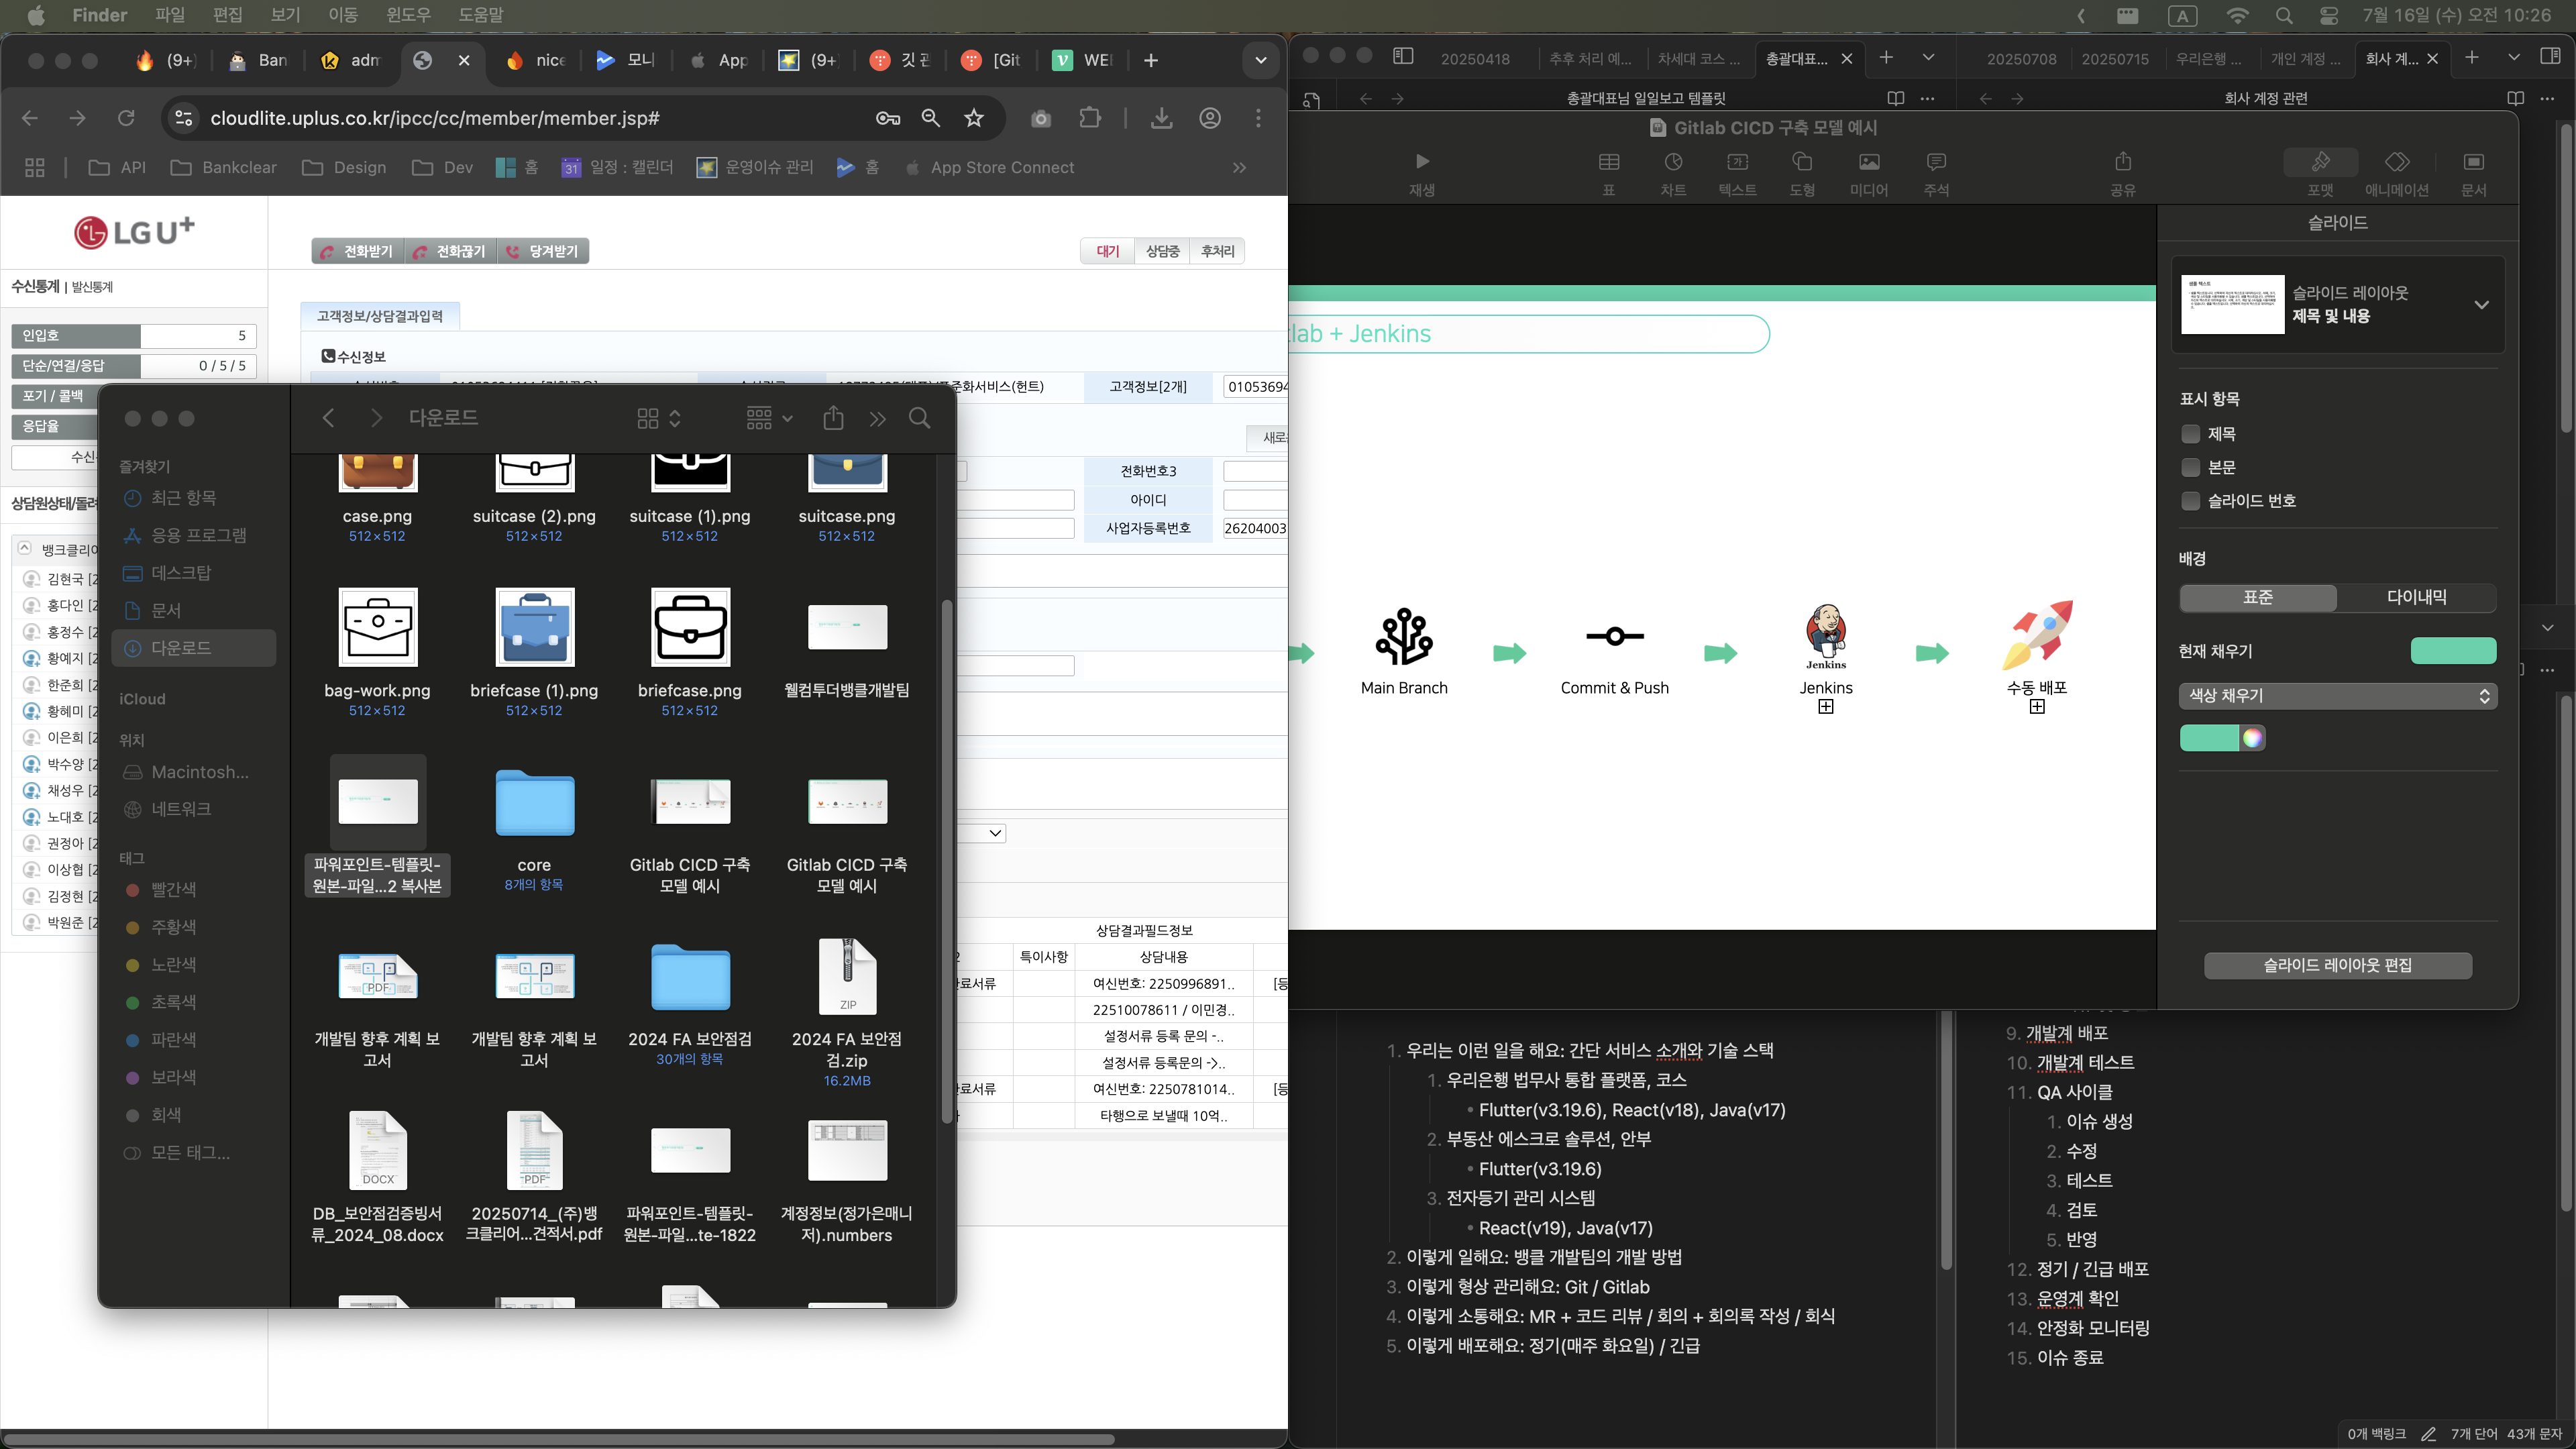 Finder 파일 편집 보기 이동 윈도우 도움말
A 7월 16일 (수) 오전 10:26
(9+) Ban adm nice 모니 App (9+ [Git WEI
cloudlite.uplus.co.kr/ipcc/cc/member/member.jsp#
API Bankclear Design Dev 홈 31 일정 : 캘린더 운영이슈 관리 홈 App Store Connect
LG U+
전화받기 전화끊기 당겨받기
대기 상담중 후처리
수신통계 | 발신통계
인입호 5
단순/연결/응답 0 / 5 / 5
포기 / 콜백
응답율
고객정보/상담결과입력
수신정보
고객정보[2개] 01053694
새로
전화번호3
아이디
사업자등록번호 26204003
상담원상태/돌려
뱅크클리어
김현국 [2
홍다인 [2
홍정수 [2
황예지 [2
한준희 [2
황혜미 [2
이은희 [2
박수양 [2
채성우 [2
노대호 [2
권정아 [2
이상협 [2
김정현 [2
박원준 [2
상담결과필드정보
특이사항 상담내용
료서류 여신번호: 2250996891.. [등
22510078611 / 이민경..
설정서류 등록 문의 -..
설정서류 등록문의 ->..
료서류 여신번호: 2250781014.. [등
타행으로 보낼때 10억..
다운로드
즐겨찾기
최근 항목
응용 프로그램
데스크탑
문서
다운로드
iCloud
위치
Macintosh...
네트워크
태그
빨간색
주황색
노란색
초록색
파란색
보라색
회색
모든 태그...
case.png suitcase (2).png suitcase (1).png suitcase.png
512×512 512×512 512×512 512×512
bag-work.png briefcase (1).png briefcase.png 웰컴투더뱅클개발팀
512×512 512×512 512×512
파워포인트-템플릿- core Gitlab CICD 구축 Gitlab CICD 구축
원본-파일...2 복사본 8개의 항목 모델 예시 모델 예시
PDF ZIP
개발팀 향후 계획 보 개발팀 향후 계획 보 2024 FA 보안점검 2024 FA 보안점
고서 고서 30개의 항목 검.zip
16.2MB
DOCX PDF
DB_보안점검증빙서 20250714_(주)뱅 파워포인트-템플릿- 계정정보(정가은매니
류_2024_08.docx 크클리어...견적서.pdf 원본-파일...te-1822 저).numbers
20250418 추후 처리 예... 차세대 코스 ... 총괄대표...
20250708 20250715 우리은행 ... 개인 계정 ... 회사 계...
총괄대표님 일일보고 템플릿
회사 계정 관련
Gitlab CICD 구축 모델 예시
재생 표 차트 텍스트 도형 미디어 주석 공유 포맷 애니메이션 문서
lab + Jenkins
Main Branch Commit & Push Jenkins 수동 배포
슬라이드
슬라이드 레이아웃
제목 및 내용
표시 항목
제목
본문
슬라이드 번호
배경
표준 다이내믹
현재 채우기
색상 채우기
슬라이드 레이아웃 편집
1. 우리는 이런 일을 해요: 간단 서비스 소개와 기술 스택
1. 우리은행 법무사 통합 플랫폼, 코스
• Flutter(v3.19.6), React(v18), Java(v17)
2. 부동산 에스크로 솔루션, 안부
• Flutter(v3.19.6)
3. 전자등기 관리 시스템
• React(v19), Java(v17)
2. 이렇게 일해요: 뱅클 개발팀의 개발 방법
3. 이렇게 형상 관리해요: Git / Gitlab
4. 이렇게 소통해요: MR + 코드 리뷰 / 회의 + 회의록 작성 / 회식
5. 이렇게 배포해요: 정기(매주 화요일) / 긴급
9. 개발계 배포
10. 개발계 테스트
11. QA 사이클
1. 이슈 생성
2. 수정
3. 테스트
4. 검토
5. 반영
12. 정기 / 긴급 배포
13. 운영계 확인
14. 안정화 모니터링
15. 이슈 종료
0개 백링크 7개 단어 43개 문자